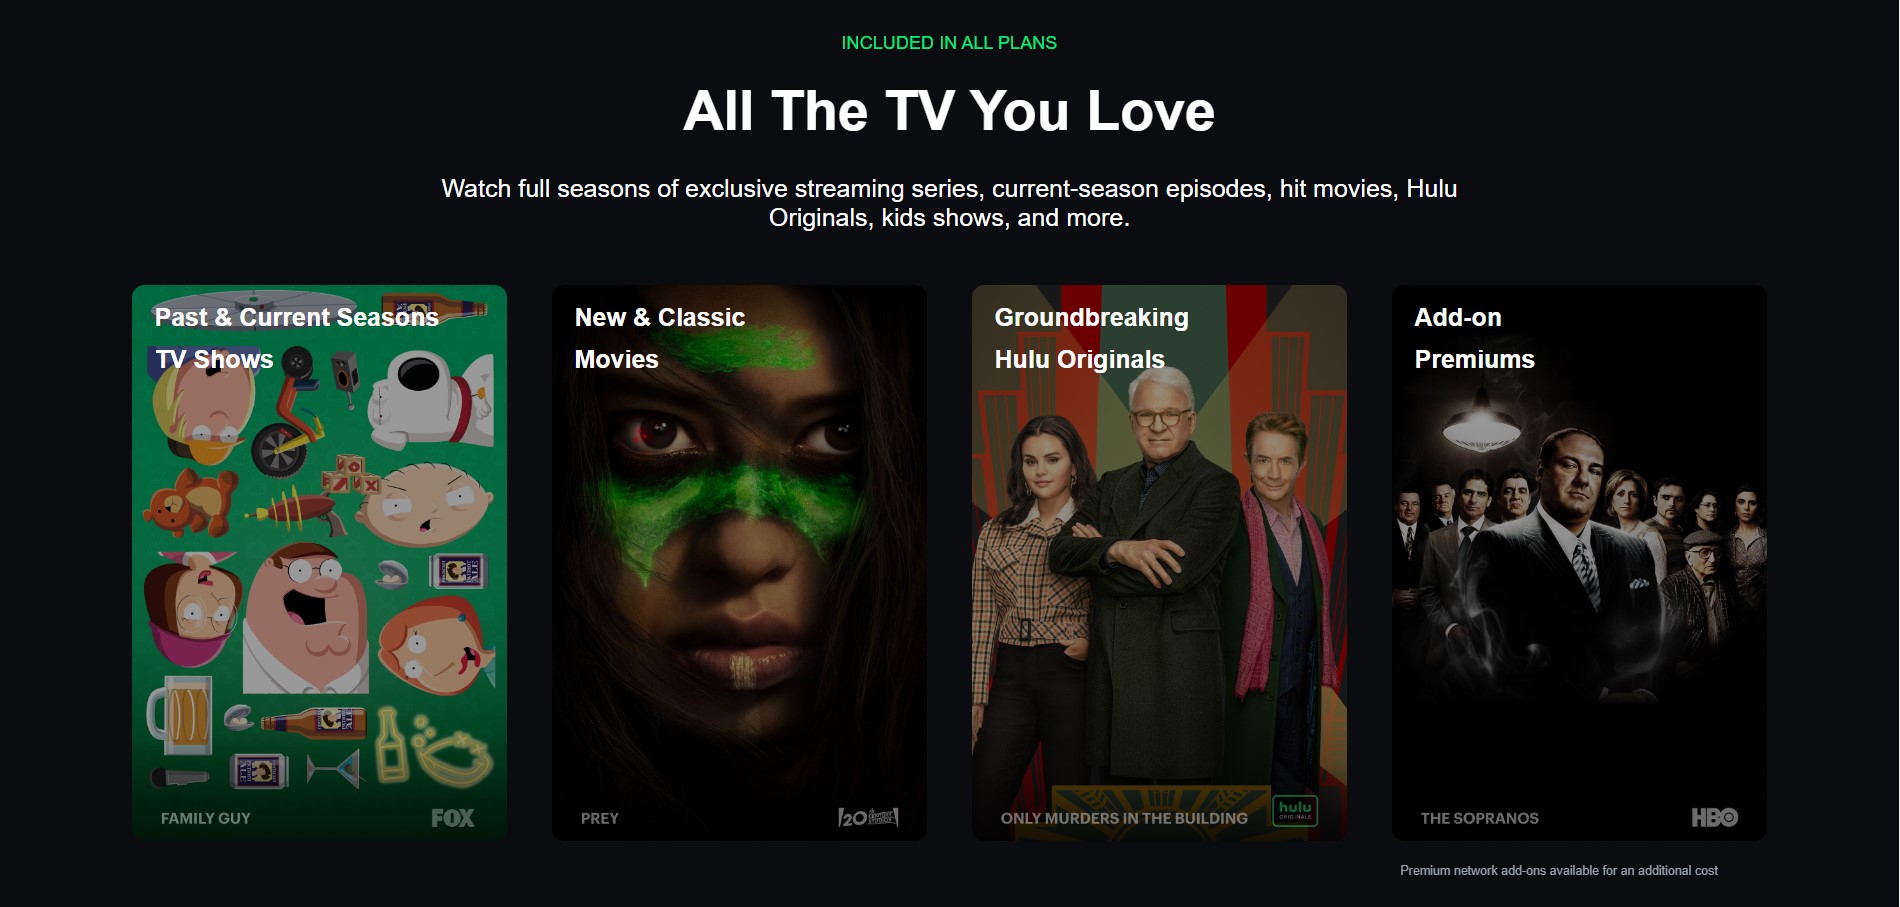 INCLUDED IN ALL PLANS
All The TV You Love
Watch full seasons of exclusive streaming series, current-season episodes, hit movies, Hulu
Originals, kids shows, and more.
Past & Current Seasons
TV Shows
FAMILY GUY
FOX
New & Classic
Movies
PREY
20
Groundbreaking
Hulu Originals
ONLY MURDERS IN THE BUILDING
hulu
ORIGINALS
Add-on
Premiums
THE SOPRANOS
HBO
Premium network add-ons available for an additional cost